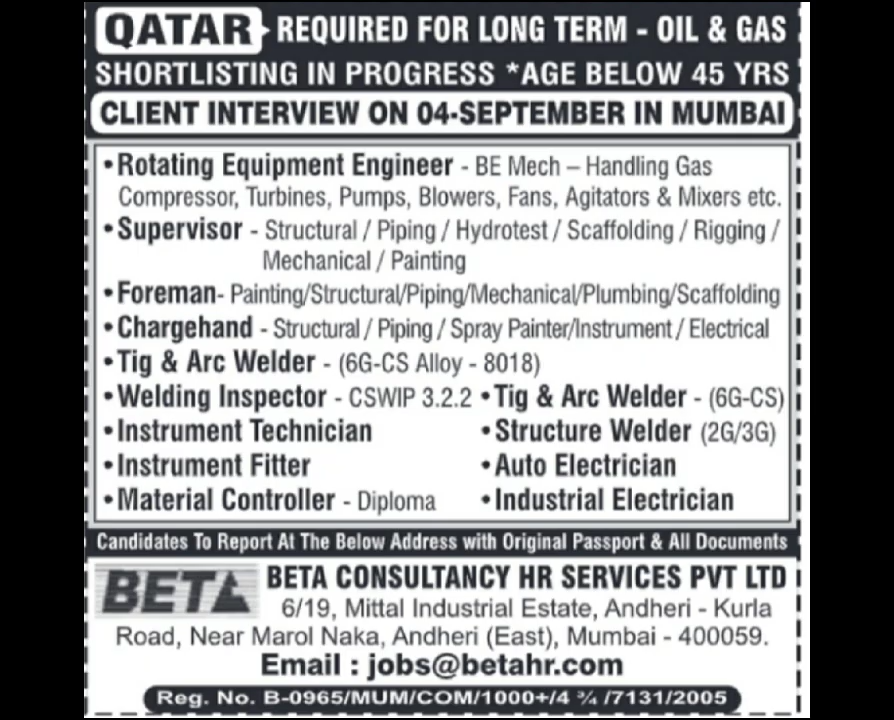 QATAR REQUIRED FOR LONG TERM - OIL & GAS
SHORTLISTING IN PROGRESS *AGE BELOW 45 YRS
CLIENT INTERVIEW ON 04-SEPTEMBER IN MUMBAI
• Rotating Equipment Engineer - BE Mech – Handling Gas
Compressor, Turbines, Pumps, Blowers, Fans, Agitators & Mixers etc.
• Supervisor - Structural / Piping / Hydrotest / Scaffolding / Rigging /
Mechanical / Painting
• Foreman- Painting/Structural/Piping/Mechanical/Plumbing/Scaffolding
• Chargehand - Structural / Piping / Spray Painter/Instrument / Electrical
• Tig & Arc Welder - (6G-CS Alloy - 8018)
• Welding Inspector - CSWIP 3.2.2 • Tig & Arc Welder - (6G-CS)
• Instrument Technician • Structure Welder (2G/3G)
• Instrument Fitter • Auto Electrician
• Material Controller - Diploma • Industrial Electrician
Candidates To Report At The Below Address with Original Passport & All Documents
BETA BETA CONSULTANCY HR SERVICES PVT LTD
6/19, Mittal Industrial Estate, Andheri - Kurla
Road, Near Marol Naka, Andheri (East), Mumbai - 400059.
Email : jobs@betahr.com
Reg. No. B-0965/MUM/COM/1000+/4 ¾ /7131/2005